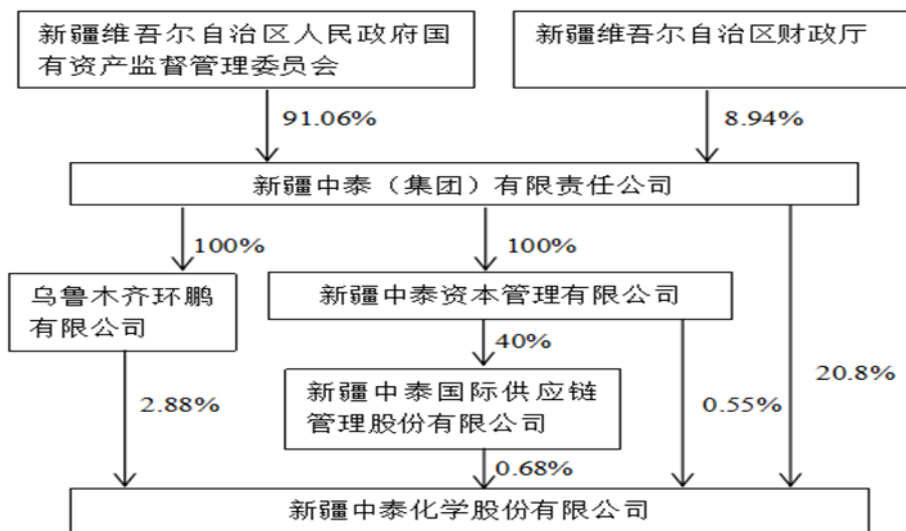 新疆维吾尔自治区人民政府国
有资产监督管理委员会
新疆维吾尔自治区财政厅
91.06%
8.94%
新疆中泰（集团）有限责任公司
100%
100%
乌鲁木齐环鹏
有限公司
新疆中泰资本管理有限公司
40%
20.8%
新疆中泰国际供应链
管理股份有限公司
2.88%
0.55%
0.68%
新疆中泰化学股份有限公司